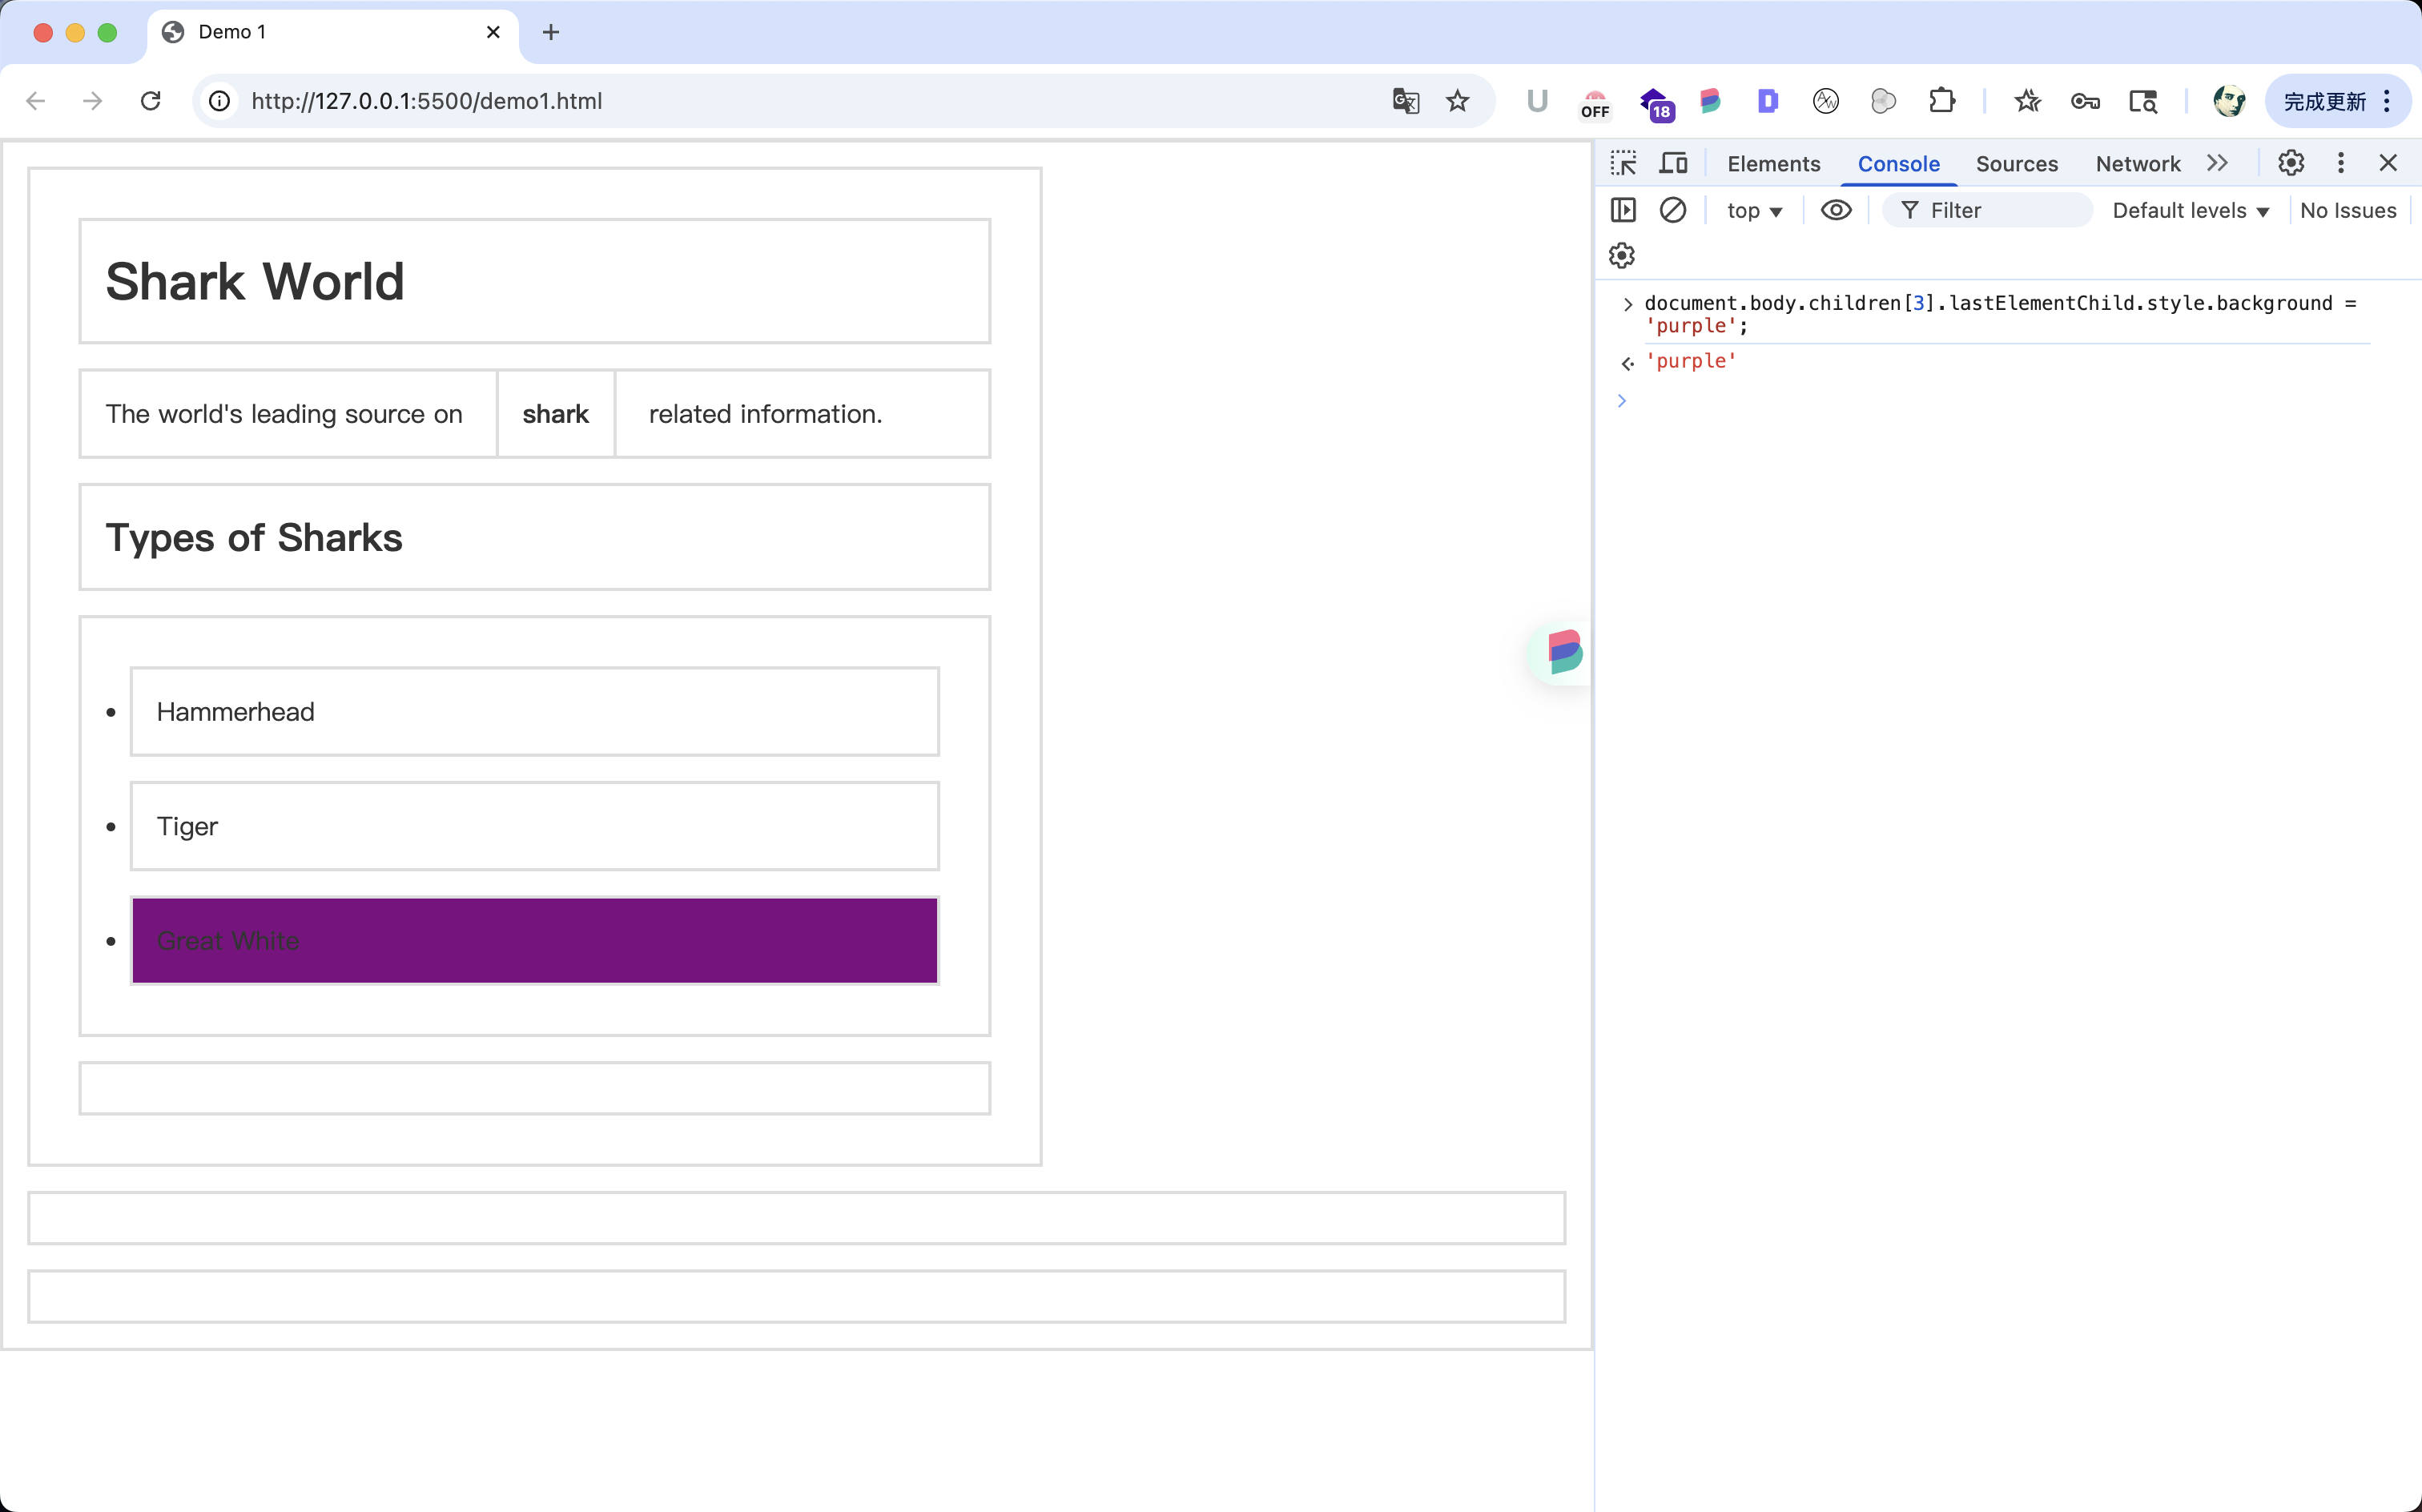 Demo 1
http://127.0.0.1:5500/demo1.html
U
OFF
18
D
AW
完成更新
Elements Console Sources Network
top Filter Default levels No Issues
document.body.children[3].lastElementChild.style.background =
'purple';
'purple'
Shark World
The world's leading source on shark related information.
Types of Sharks
Hammerhead
Tiger
Great White